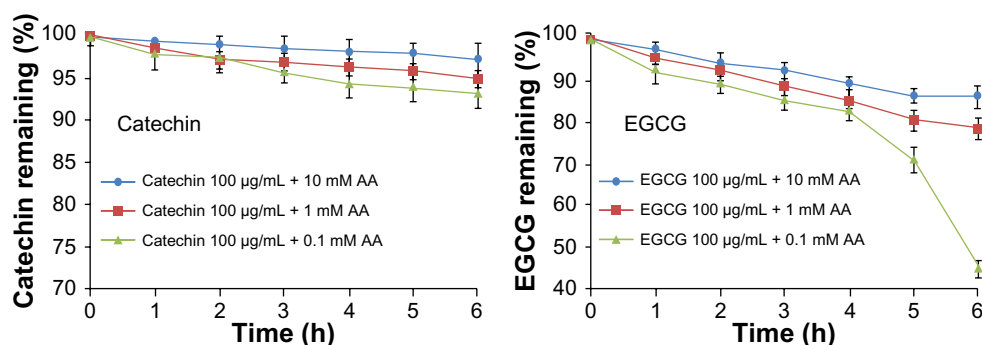 Catechin remaining (%)
100
95
90
85
80
75
70
Catechin
Catechin 100 µg/mL + 10 mM AA
Catechin 100 µg/mL + 1 mM AA
Catechin 100 µg/mL + 0.1 mM AA
0 1 2 3 4 5 6
Time (h)
EGCG remaining (%)
100
90
80
70
60
50
40
EGCG
EGCG 100 µg/mL + 10 mM AA
EGCG 100 µg/mL + 1 mM AA
EGCG 100 µg/mL + 0.1 mM AA
0 1 2 3 4 5 6
Time (h)